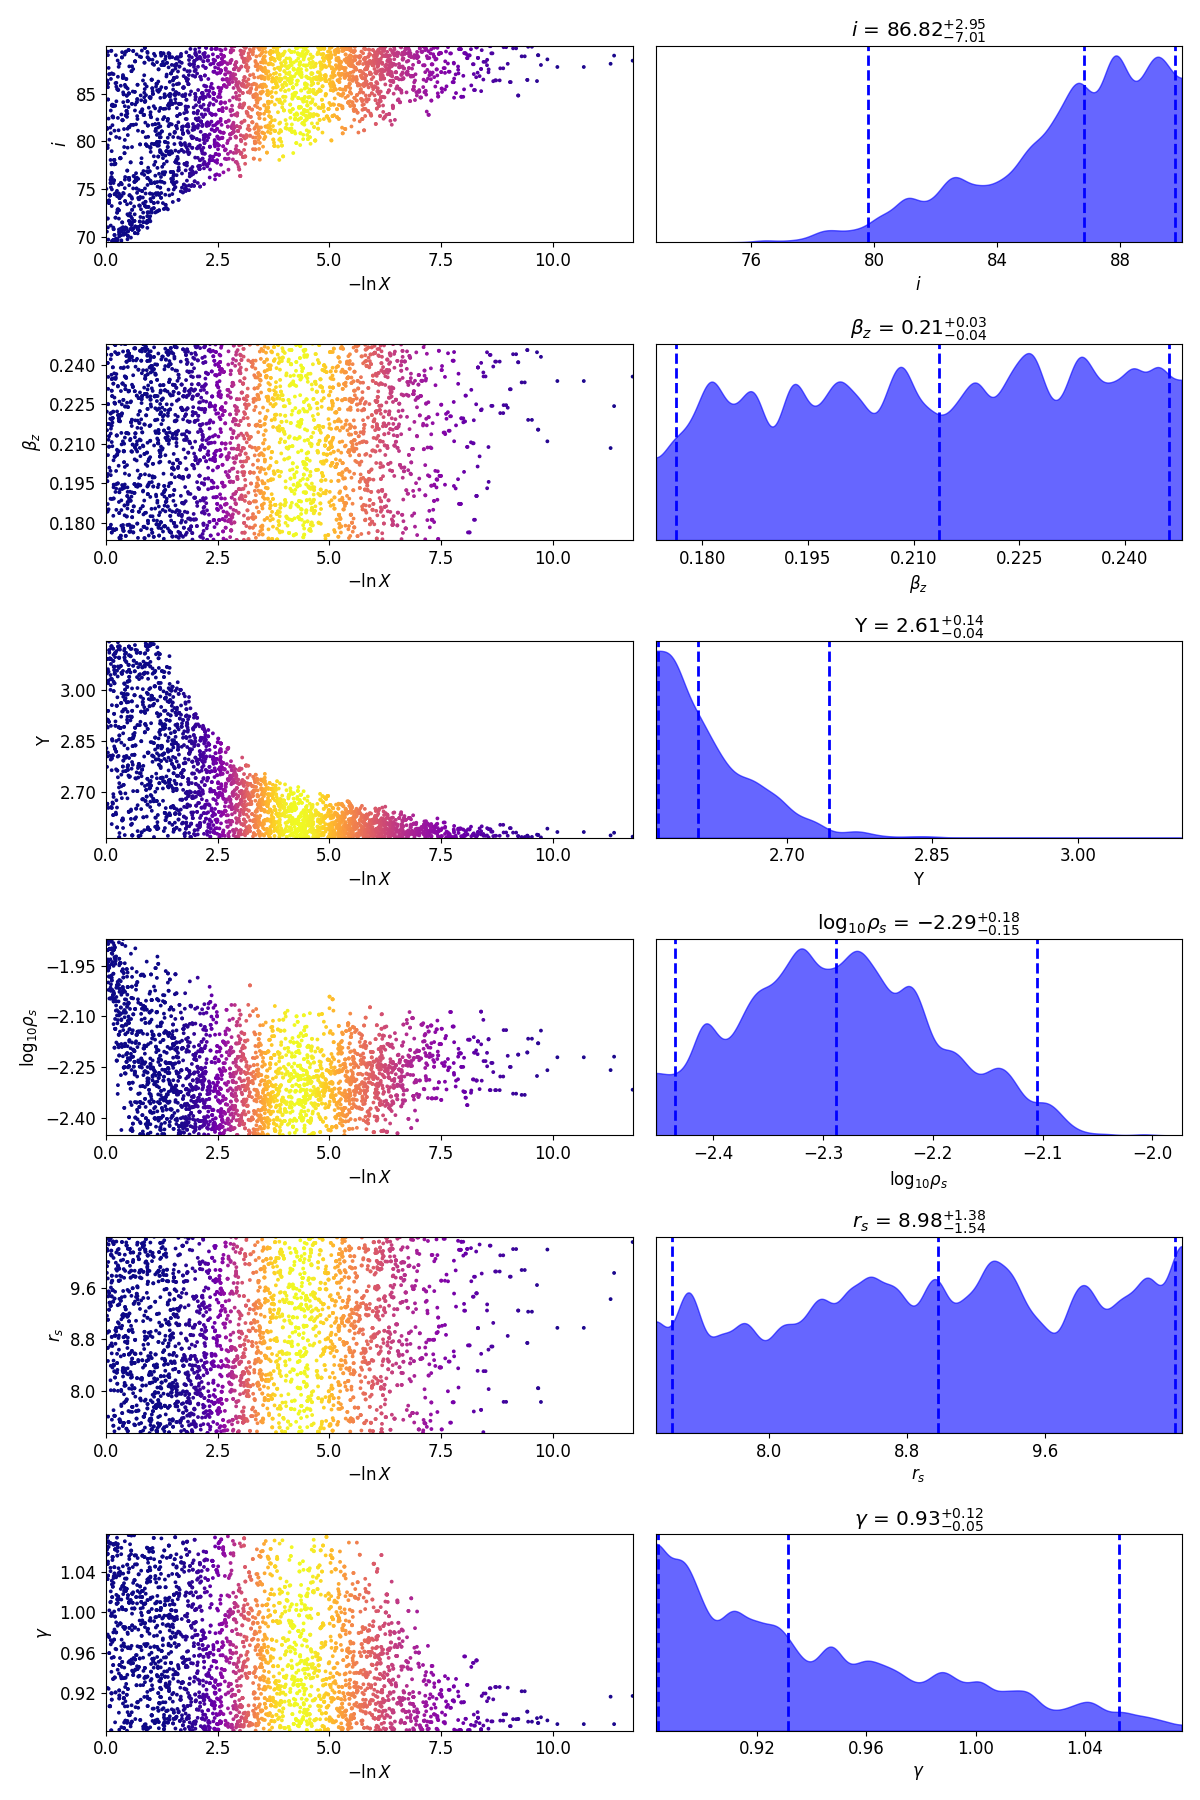 i = 86.82+2.95−7.01
85
80
75
70
i
0.0 2.5 5.0 7.5 10.0
76 80 84 88
−ln X
i
βz = 0.21+0.03−0.04
0.240
0.225
0.210
0.195
0.180
βz
0.0 2.5 5.0 7.5 10.0
0.180 0.195 0.210 0.225 0.240
−ln X
βz
Y = 2.61+0.14−0.04
3.00
2.85
2.70
Y
0.0 2.5 5.0 7.5 10.0
2.70 2.85 3.00
−ln X
Y
log10ρs = −2.29+0.18−0.15
−1.95
−2.10
−2.25
−2.40
log10ρs
0.0 2.5 5.0 7.5 10.0
−2.4 −2.3 −2.2 −2.1 −2.0
−ln X
log10ρs
rs = 8.98+1.38−1.54
9.6
8.8
8.0
rs
0.0 2.5 5.0 7.5 10.0
8.0 8.8 9.6
−ln X
rs
γ = 0.93+0.12−0.05
1.04
1.00
0.96
0.92
γ
0.0 2.5 5.0 7.5 10.0
0.92 0.96 1.00 1.04
−ln X
γ